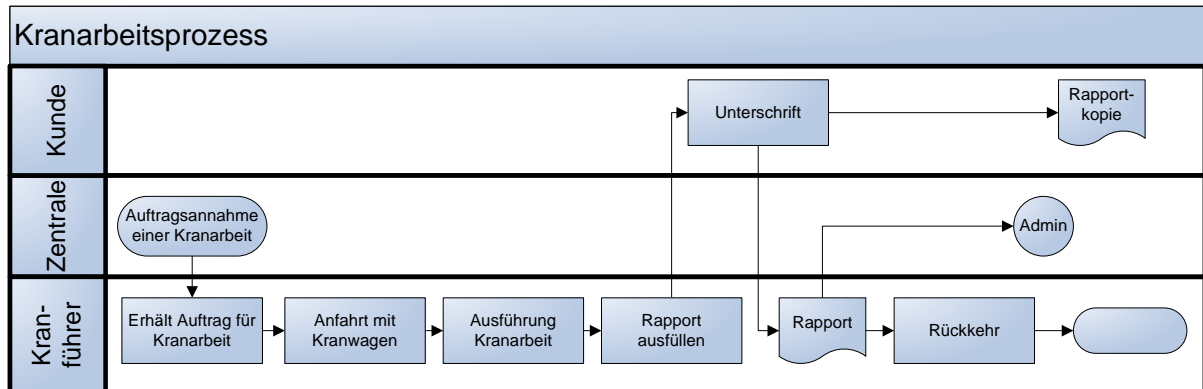 Kranarbeitsprozess
Kunde
Unterschrift
Rapport-
kopie
Zentrale
Auftragsannahme
einer Kranarbeit
Admin
Kran-
führer
Erhält Auftrag für
Kranarbeit
Anfahrt mit
Kranwagen
Ausführung
Kranarbeit
Rapport
ausfüllen
Rapport
Rückkehr